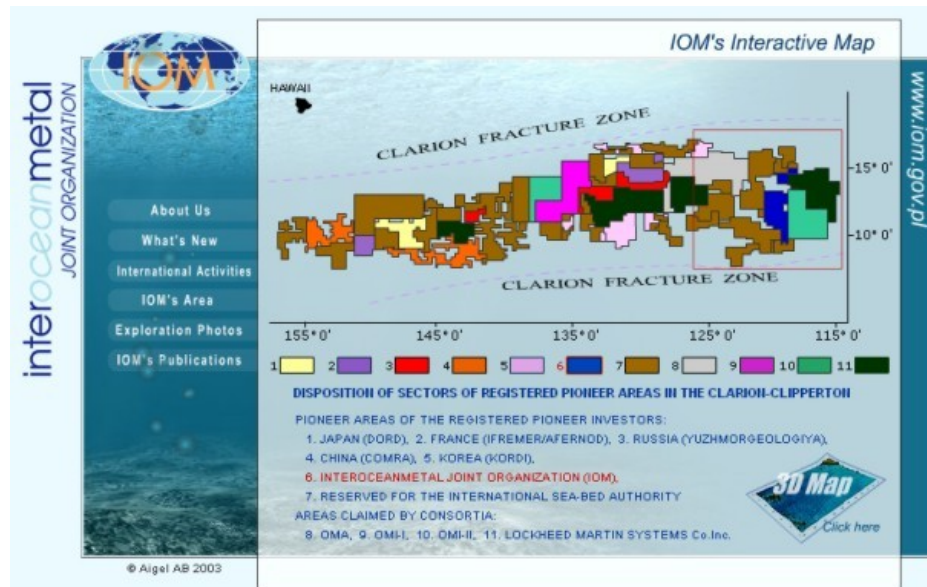 IOM's Interactive Map
IOM
interoceanmetal
JOINT ORGANIZATION
www.iom.gov.pl
HAWAII
CLARION FRACTURE ZONE
15° 0'
10° 0'
CLARION FRACTURE ZONE
155° 0' 145° 0' 135° 0' 125° 0' 115° 0'
1 2 3 4 5 6 7 8 9 10 11
About Us
What's New
International Activities
IOM's Area
Exploration Photos
IOM's Publications
DISPOSITION OF SECTORS OF REGISTERED PIONEER AREAS IN THE CLARION-CLIPPERTON
PIONEER AREAS OF THE REGISTERED PIONEER INVESTORS:
1. JAPAN (DORD), 2. FRANCE (IFREMER/AFERNOD), 3. RUSSIA (YUZHMORGEOLOGIYA),
4. CHINA (COMRA), 5. KOREA (KORDI),
6. INTEROCEANMETAL JOINT ORGANIZATION (IOM),
7. RESERVED FOR THE INTERNATIONAL SEA-BED AUTHORITY
AREAS CLAIMED BY CONSORTIA:
8. OMA, 9. OMI-I, 10. OMI-II, 11. LOCKHEED MARTIN SYSTEMS Co.Inc.
3D Map
Click here
© Aigel AB 2003